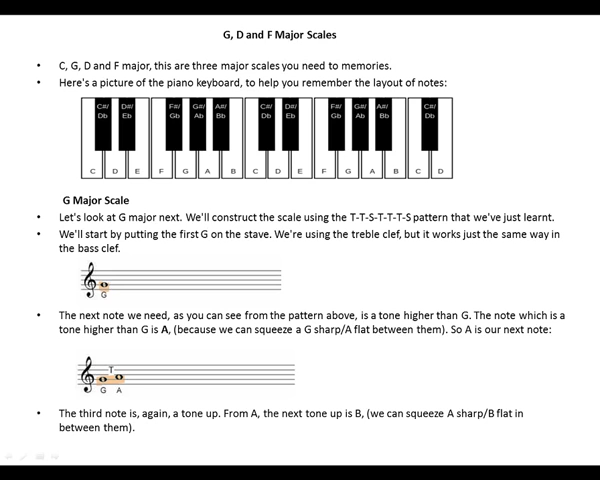 G, D and F Major Scales
• C, G, D and F major, this are three major scales you need to memories.
• Here's a picture of the piano keyboard, to help you remember the layout of notes:
C#/ D#/ F#/ G#/ A#/ C#/ D#/ F#/ G#/ A#/ C#/
Db Eb Gb Ab Bb Db Eb Gb Ab Bb Db
C D E F G A B C D E F G A B C D
G Major Scale
• Let's look at G major next. We'll construct the scale using the T-T-S-T-T-T-S pattern that we've just learnt.
• We'll start by putting the first G on the stave. We're using the treble clef, but it works just the same way in
the bass clef.
G
• The next note we need, as you can see from the pattern above, is a tone higher than G. The note which is a
tone higher than G is A, (because we can squeeze a G sharp/A flat between them). So A is our next note:
T
G A
• The third note is, again, a tone up. From A, the next tone up is B, (we can squeeze A sharp/B flat in
between them).